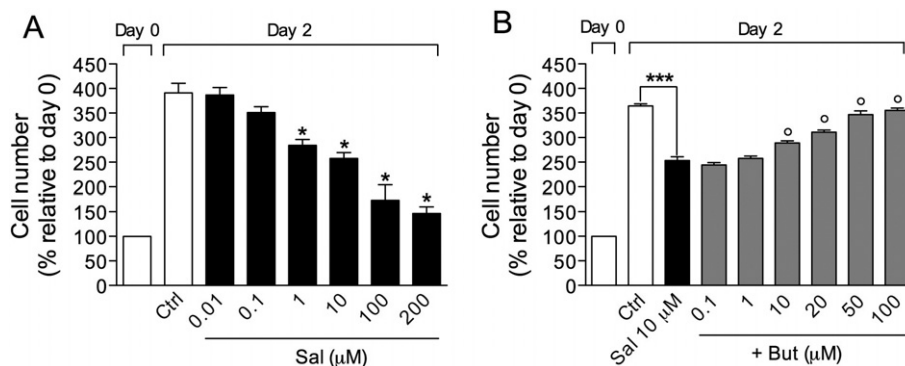 A
Day 0
Day 2
Cell number
(% relative to day 0)
450
400
350
300
250
200
150
100
50
0
* * * *
Ctrl
0.01
0.1
1
10
100
200
Sal (μM)
B
Day 0
Day 2
Cell number
(% relative to day 0)
450
400
350
300
250
200
150
100
50
0
***
° ° ° °
Ctrl
Sal 10 μM
0.1
1
10
20
50
100
+ But (μM)